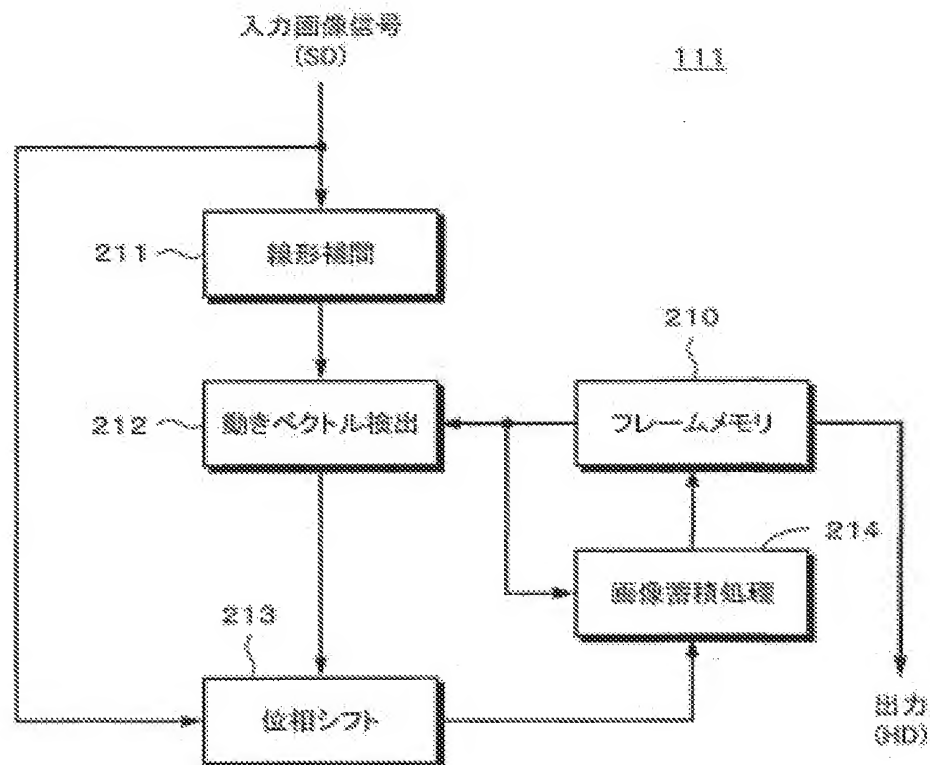 入力画像信号
(SD)
111
211
線形補間
210
212
動きベクトル検出
フレームメモリ
214
画像蓄積処理
213
位相シフト
出力
(HD)